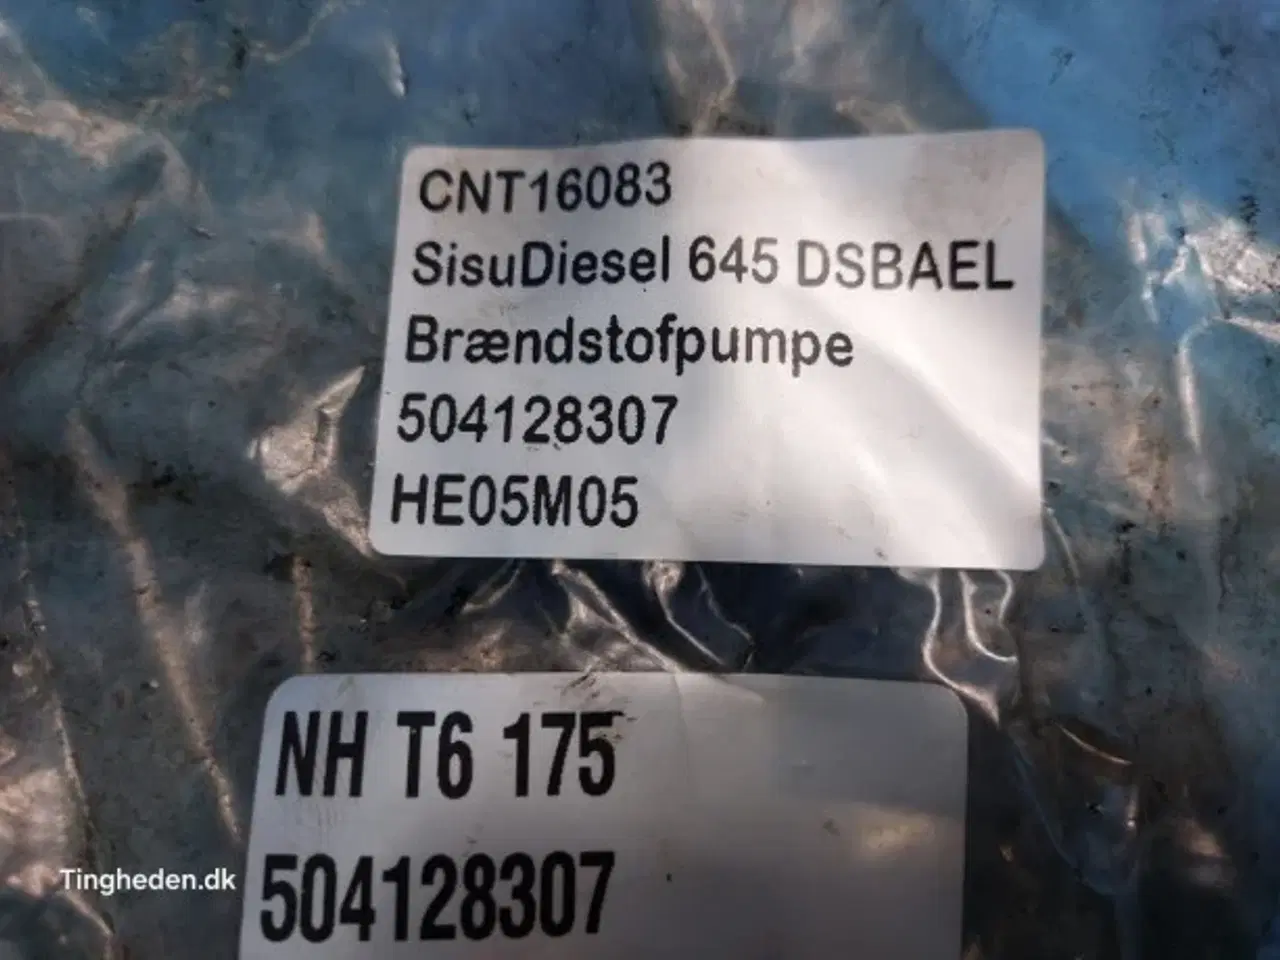 CNT16083
SisuDiesel 645 DSBAEL
Brændstofpumpe
504128307
HE05M05
NH T6 175
504128307
Tingheden.dk